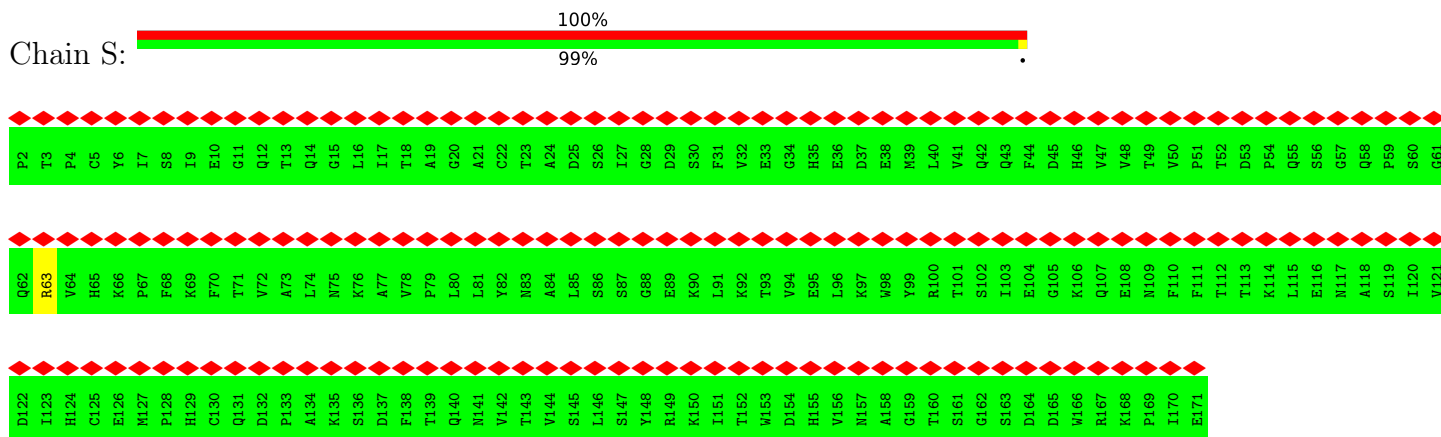 100%
Chain S:
99% .
P2 T3 P4 C5 Y6 I7 S8 I9 E10 G11 Q12 T13 Q14 G15 L16 I17 T18 A19 G20 A21 C22 T23 A24 D25 S26 I27 G28 D29 S30 F31 V32 E33 G34 H35 E36 D37 E38 M39 L40 V41 Q42 Q43 F44 D45 H46 V47 V48 T49 V50 P51 T52 D53 P54 Q55 S56 G57 Q58 P59 S60 G61
Q62 R63 V64 H65 K66 P67 F68 K69 F70 T71 V72 A73 L74 N75 K76 A77 V78 P79 L80 L81 Y82 N83 A84 L85 S86 S87 G88 E89 K90 L91 K92 T93 V94 E95 L96 K97 W98 Y99 R100 T101 S102 I103 E104 G105 K106 Q107 E108 N109 F110 F111 T112 T113 K114 L115 E116 N117 A118 S119 I120 V121
D122 I123 H124 C125 E126 M127 P128 H129 C130 Q131 D132 P133 A134 K135 S136 D137 F138 T139 Q140 N141 V142 T143 V144 S145 L146 S147 Y148 R149 K150 I151 T152 W153 D154 H155 V156 N157 A158 G159 T160 S161 G162 S163 D164 D165 W166 R167 K168 P169 I170 E171